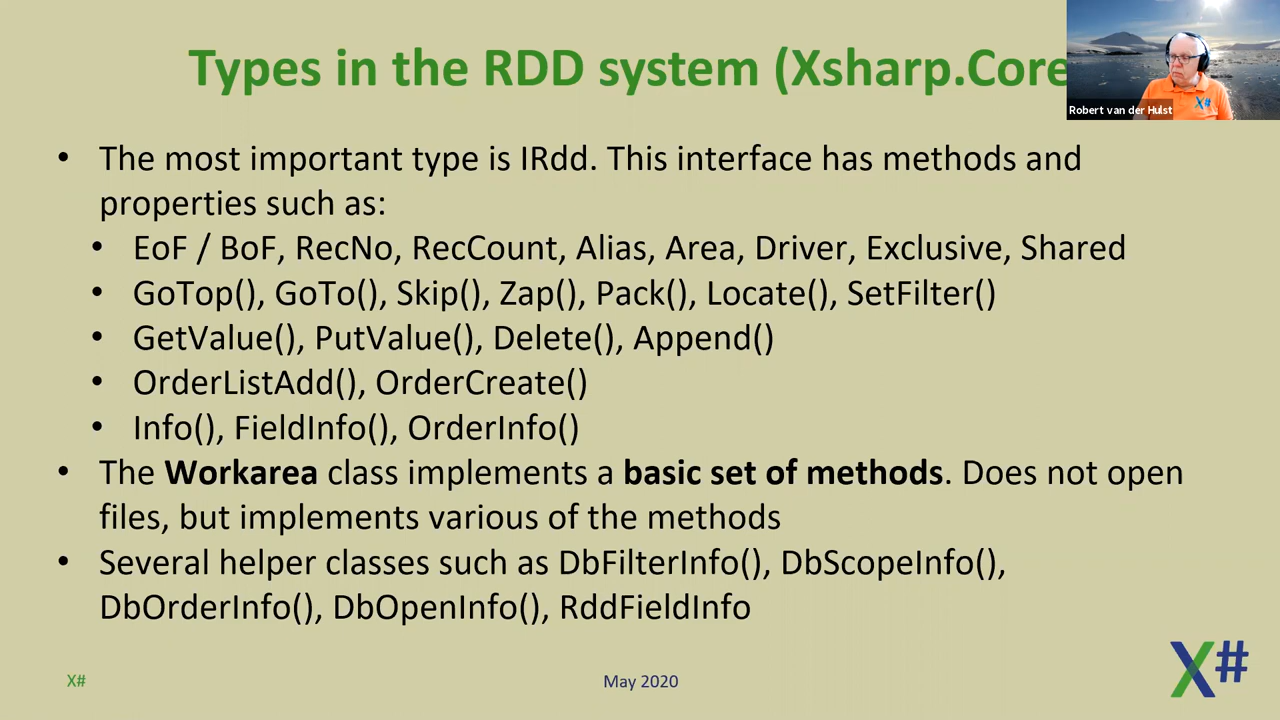 Types in the RDD system (Xsharp.Core
Robert van der Hulst
X#
• The most important type is IRdd. This interface has methods and
properties such as:
• EoF / BoF, RecNo, RecCount, Alias, Area, Driver, Exclusive, Shared
• GoTop(), GoTo(), Skip(), Zap(), Pack(), Locate(), SetFilter()
• GetValue(), PutValue(), Delete(), Append()
• OrderListAdd(), OrderCreate()
• Info(), FieldInfo(), OrderInfo()
• The Workarea class implements a basic set of methods. Does not open
files, but implements various of the methods
• Several helper classes such as DbFilterInfo(), DbScopeInfo(),
DbOrderInfo(), DbOpenInfo(), RddFieldInfo
X#
May 2020
X#